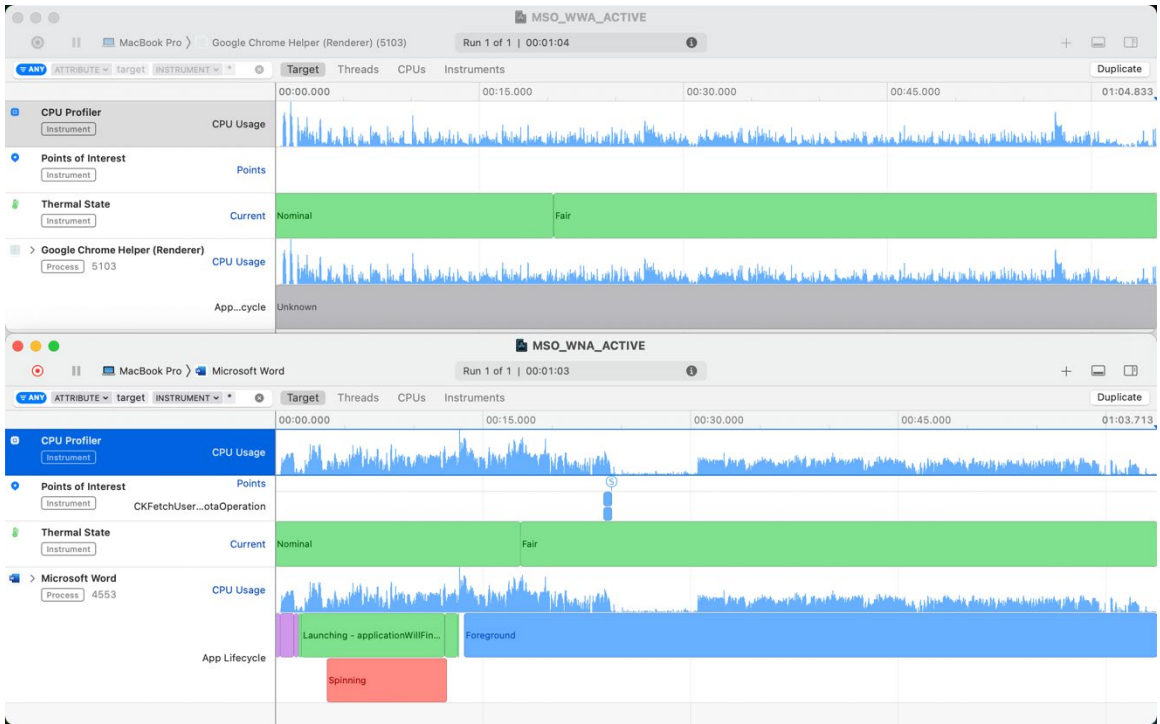 MSO_WWA_ACTIVE
MacBook Pro 〉 Google Chrome Helper (Renderer) (5103)
Run 1 of 1 | 00:01:04
ANY ATTRIBUTE target INSTRUMENT *
Target Threads CPUs Instruments
Duplicate
00:00.000 00:15.000 00:30.000 00:45.000 01:04.833
CPU Profiler
Instrument
CPU Usage
Points of Interest
Instrument
Points
Thermal State
Instrument
Current
Nominal Fair
Google Chrome Helper (Renderer)
Process 5103
CPU Usage
App...cycle
Unknown
MSO_WNA_ACTIVE
MacBook Pro 〉 Microsoft Word
Run 1 of 1 | 00:01:03
ANY ATTRIBUTE target INSTRUMENT *
Target Threads CPUs Instruments
Duplicate
00:00.000 00:15.000 00:30.000 00:45.000 01:03.713
CPU Profiler
Instrument
CPU Usage
Points of Interest
Instrument
Points
5
CKFetchUser...otaOperation
Thermal State
Instrument
Current
Nominal Fair
Microsoft Word
Process 4553
CPU Usage
App Lifecycle
Launching - applicationWillFin...
Foreground
Spinning